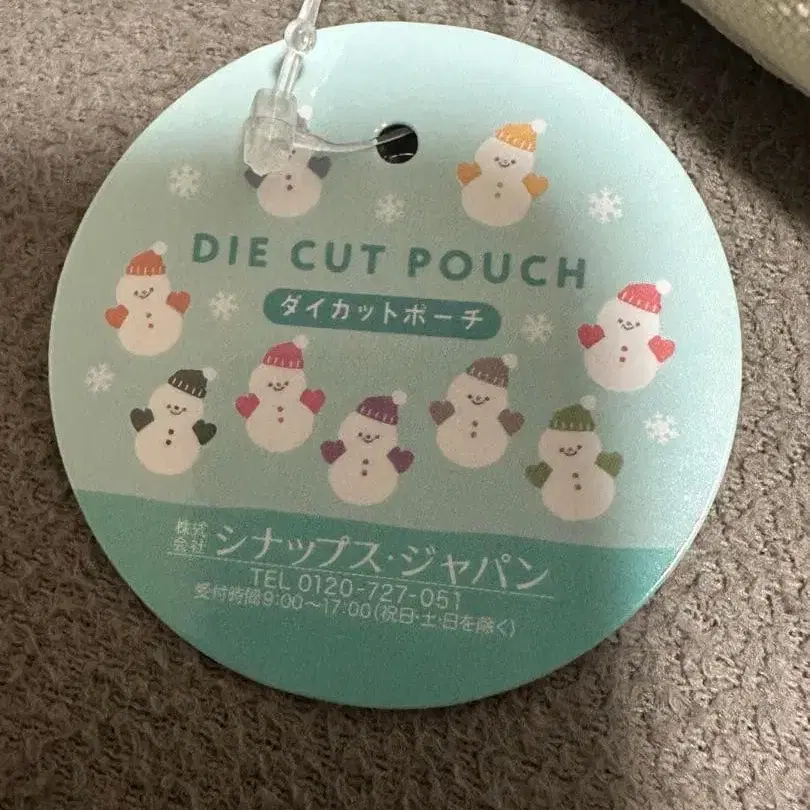 DIE CUT POUCH
ダイカットポーチ
株式会社 シナップス・ジャパン
TEL 0120-727-051
受付時間9:00〜17:00(祝日・土・日を除く)